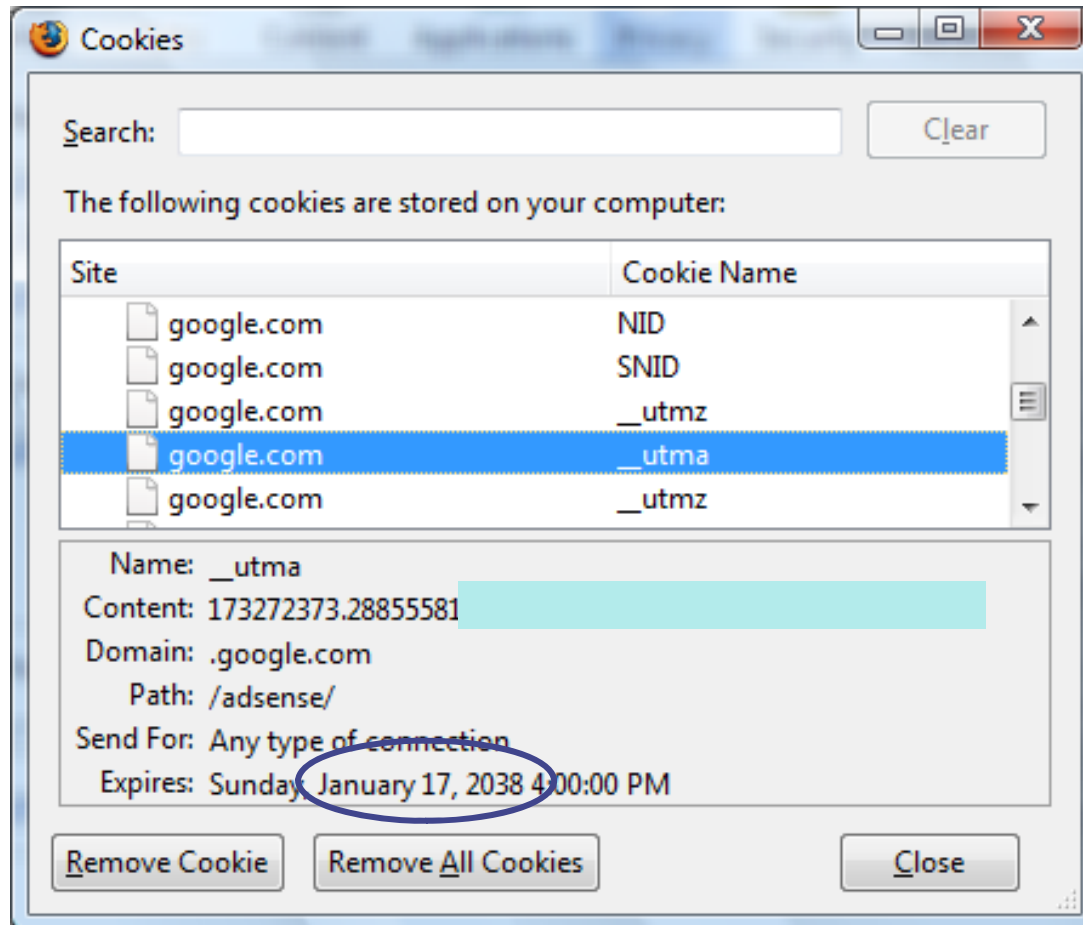 Cookies
Search:
Clear
The following cookies are stored on your computer:
Site Cookie Name
google.com NID
google.com SNID
google.com __utmz
google.com __utma
google.com __utmz
Name: __utma
Content: 173272373.28855581
Domain: .google.com
Path: /adsense/
Send For: Any type of connection
Expires: Sunday, January 17, 2038 4:00:00 PM
Remove Cookie Remove All Cookies Close